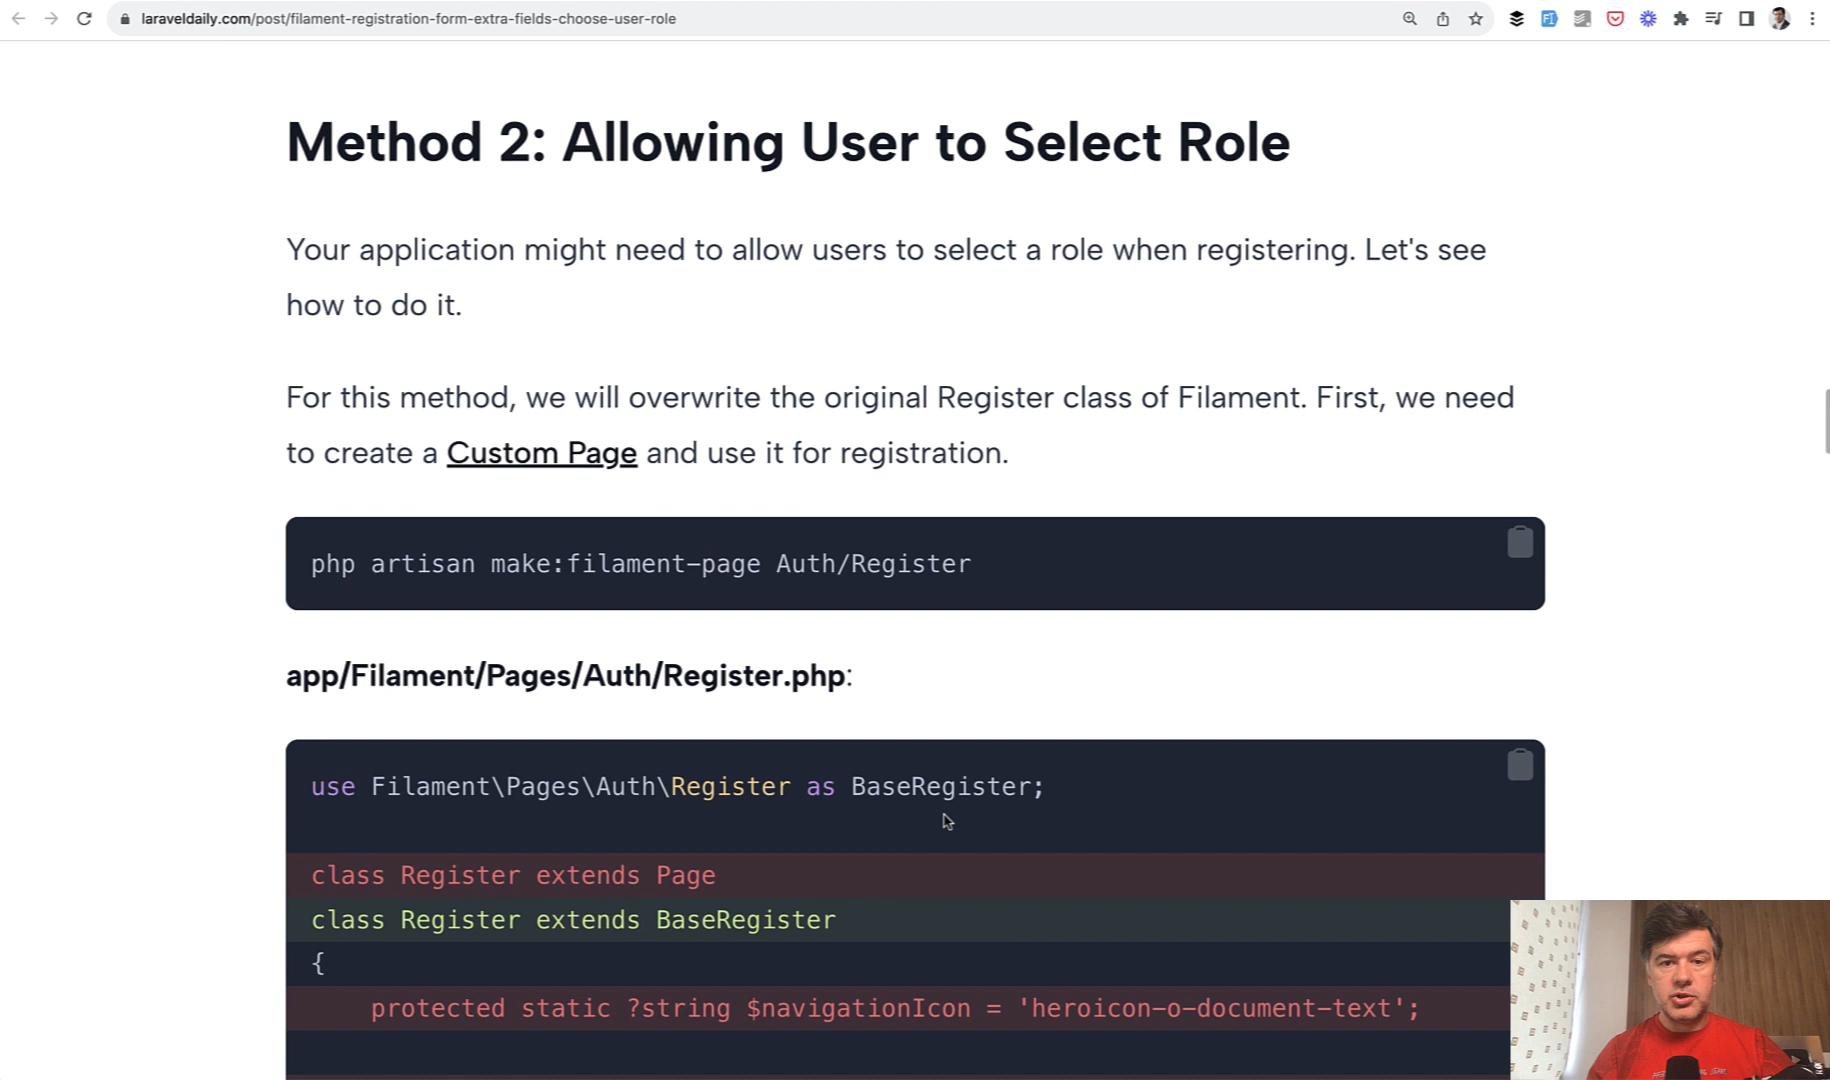 laraveldaily.com/post/filament-registration-form-extra-fields-choose-user-role
Method 2: Allowing User to Select Role
Your application might need to allow users to select a role when registering. Let's see
how to do it.
For this method, we will overwrite the original Register class of Filament. First, we need
to create a Custom Page and use it for registration.
php artisan make:filament-page Auth/Register
app/Filament/Pages/Auth/Register.php:
use Filament\Pages\Auth\Register as BaseRegister;
class Register extends Page
class Register extends BaseRegister
{
protected static ?string $navigationIcon = 'heroicon-o-document-text';